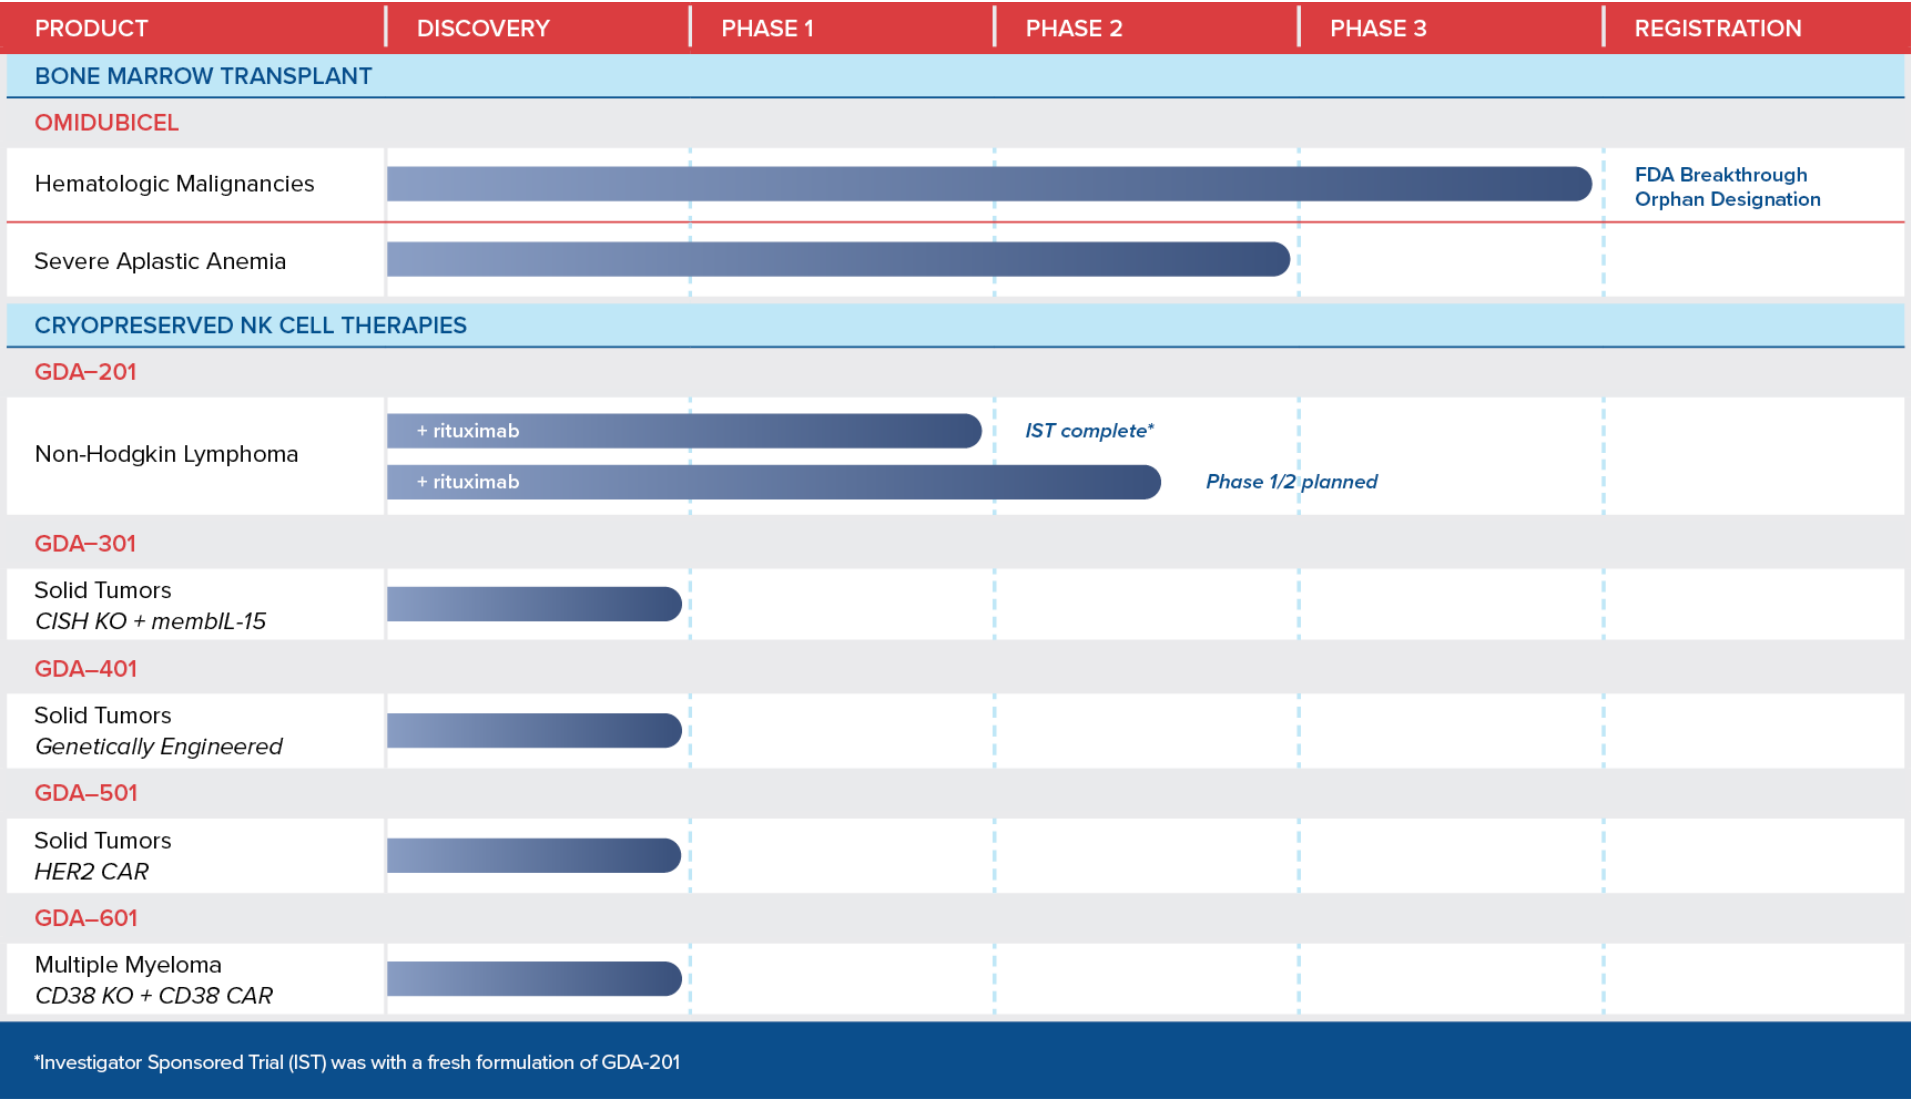 PRODUCT DISCOVERY PHASE 1 PHASE 2 PHASE 3 REGISTRATION
BONE MARROW TRANSPLANT
OMIDUBICEL
Hematologic Malignancies
FDA Breakthrough
Orphan Designation
Severe Aplastic Anemia
CRYOPRESERVED NK CELL THERAPIES
GDA–201
Non-Hodgkin Lymphoma
+ rituximab IST complete*
+ rituximab Phase 1/2 planned
GDA–301
Solid Tumors
CISH KO + membIL-15
GDA–401
Solid Tumors
Genetically Engineered
GDA–501
Solid Tumors
HER2 CAR
GDA–601
Multiple Myeloma
CD38 KO + CD38 CAR
*Investigator Sponsored Trial (IST) was with a fresh formulation of GDA-201